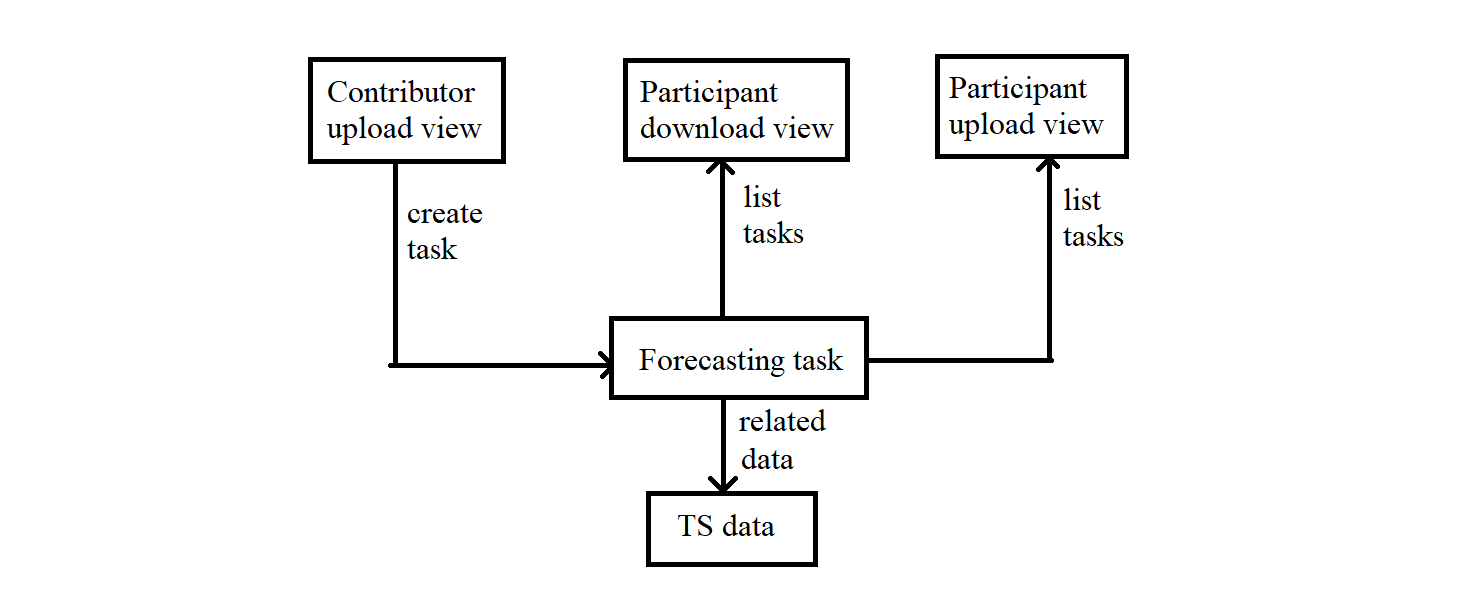 Contributor
upload view
Participant
download view
Participant
upload view
create
task
list
tasks
list
tasks
Forecasting task
related
data
TS data